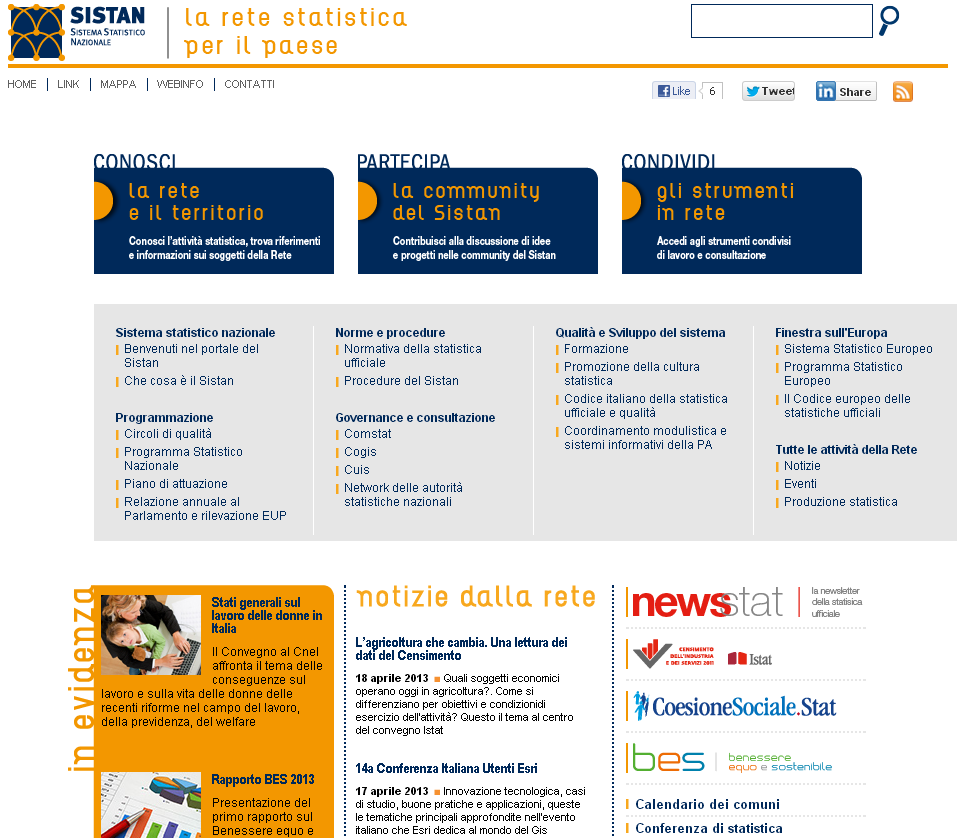 SISTAN
SISTEMA STATISTICO
NAZIONALE
la rete statistica
per il paese
HOME
LINK
MAPPA
WEBINFO
CONTATTI
Like
6
Tweet
in
Share
CONOSCI
la rete
e il territorio
Conosci l'attività statistica, trova riferimenti
e informazioni sui soggetti della Rete
PARTECIPA
la community
del Sistan
Contribuisci alla discussione di idee
e progetti nelle community del Sistan
CONDIVIDI
gli strumenti
in rete
Accedi agli strumenti condivisi
di lavoro e consultazione
Sistema statistico nazionale
Benvenuti nel portale del
Sistan
Che cosa è il Sistan
Programmazione
Circoli di qualità
Programma Statistico
Nazionale
Piano di attuazione
Relazione annuale al
Parlamento e rilevazione EUP
Norme e procedure
Normativa della statistica
ufficiale
Procedure del Sistan
Governance e consultazione
Comstat
Cogis
Cuis
Network delle autorità
statistiche nazionali
Qualità e Sviluppo del sistema
Formazione
Promozione della cultura
statistica
Codice italiano della statistica
ufficiale e qualità
Coordinamento modulistica e
sistemi informativi della PA
Finestra sull'Europa
Sistema Statistico Europeo
Programma Statistico
Europeo
Il Codice europeo delle
statistiche ufficiali
Tutte le attività della Rete
Notizie
Eventi
Produzione statistica
in evidenza
Stati generali sul
lavoro delle donne in
Italia
Il Convegno al Cnel
affronta il tema delle
conseguenze sul
lavoro e sulla vita delle donne delle
recenti riforme nel campo del lavoro,
della previdenza, del welfare
Rapporto BES 2013
Presentazione del
primo rapporto sul
Benessere equo e
notizie dalla rete
L'agricoltura che cambia. Una lettura dei
dati del Censimento
18 aprile 2013 ■ Quali soggetti economici
operano oggi in agricoltura?. Come si
differenziano per obiettivi e condizionidi
esercizio dell'attività? Questo il tema al centro
del convegno Istat
14a Conferenza Italiana Utenti Esri
17 aprile 2013 ■ Innovazione tecnologica, casi
di studio, buone pratiche e applicazioni, queste
le tematiche principali approfondite nell'evento
italiano che Esri dedica al mondo del Gis
newsstat
la newsletter
della statisica
ufficiale
CENSIMENTO
DELL'INDUSTRIA
E DEI SERVIZI 2011
Istat
CoesioneSociale.Stat
bes
benessere
equo e sostenibile
Calendario dei comuni
Conferenza di statistica